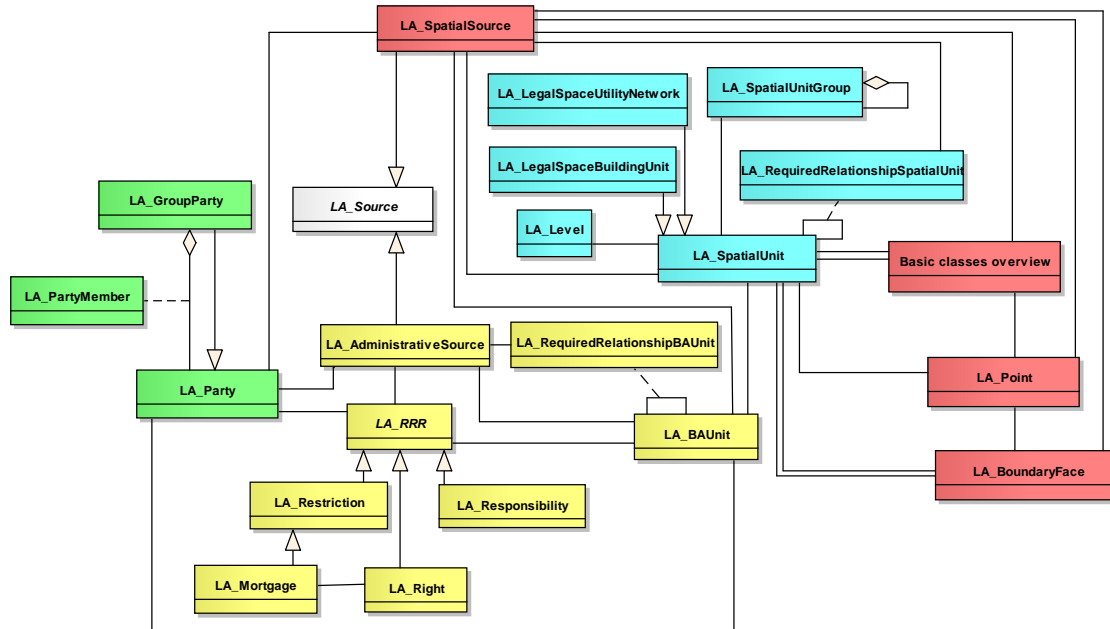 LA_SpatialSource
LA_LegalSpaceUtilityNetwork
LA_SpatialUnitGroup
LA_LegalSpaceBuildingUnit
LA_RequiredRelationshipSpatialUnit
LA_GroupParty
LA_Source
LA_Level
LA_SpatialUnit
Basic classes overview
LA_PartyMember
LA_AdministrativeSource
LA_RequiredRelationshipBAUnit
LA_Party
LA_Point
LA_RRR
LA_BAUnit
LA_BoundaryFace
LA_Restriction
LA_Responsibility
LA_Mortgage
LA_Right